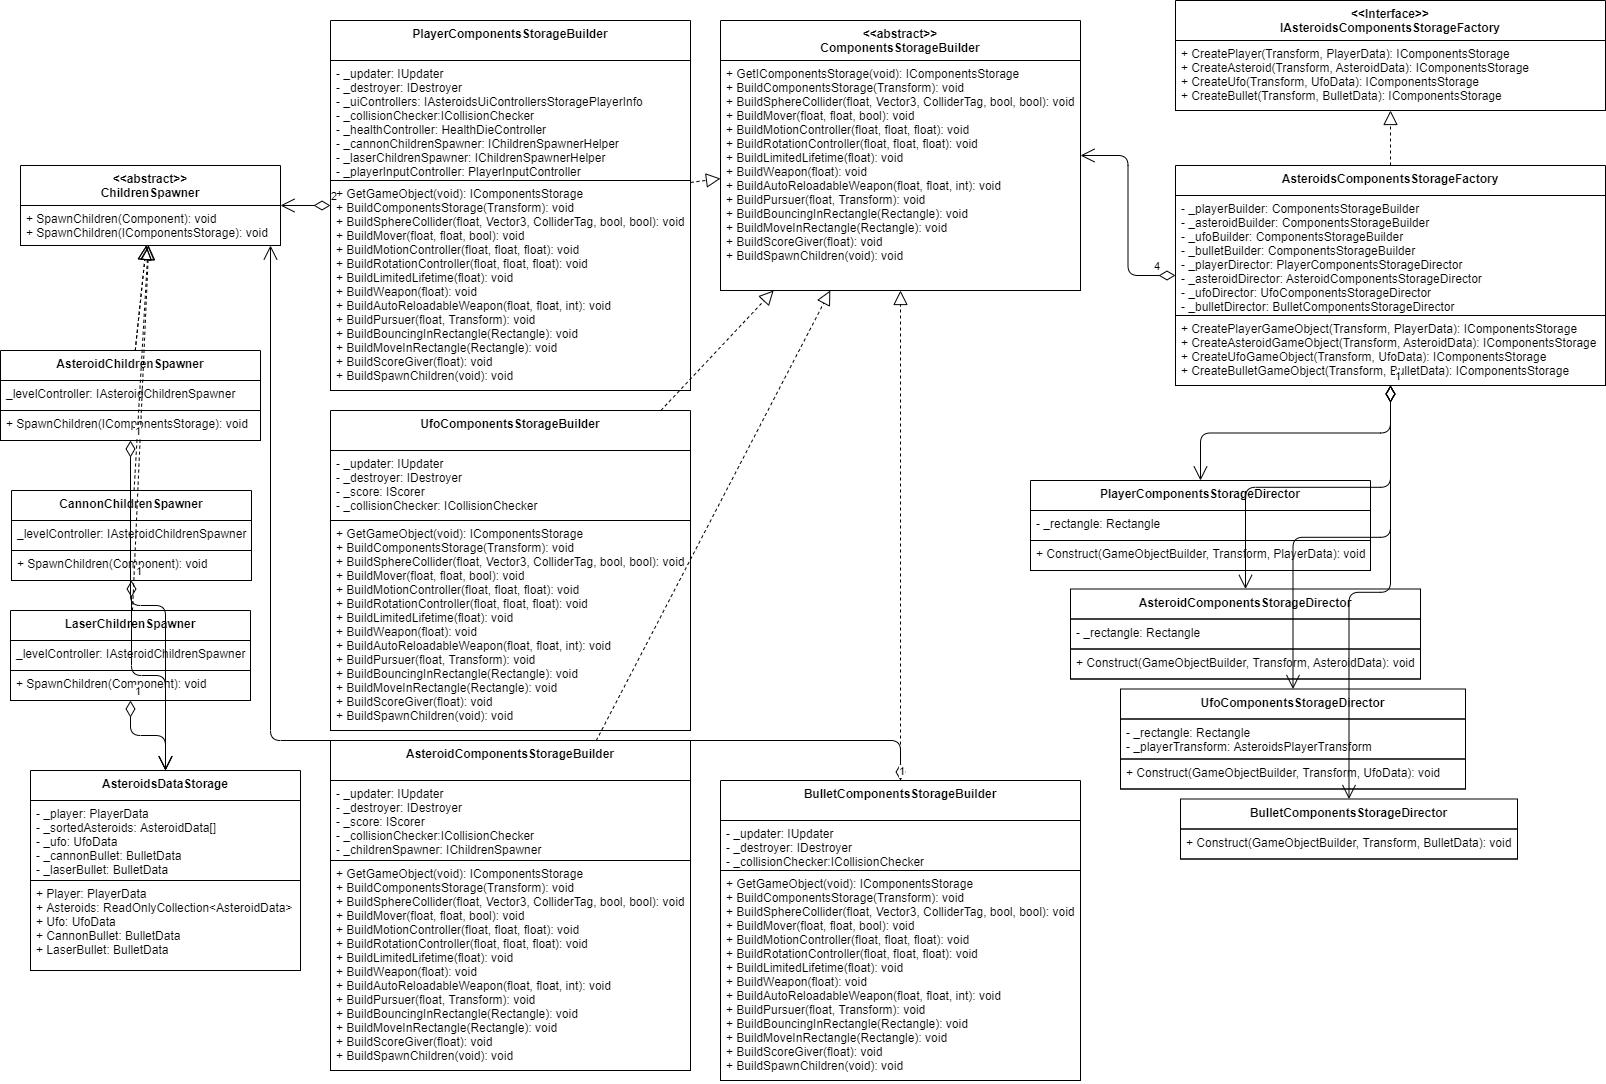 PlayerComponentsStorageBuilder
- _updater: IUpdater
- _destroyer: IDestroyer
- _uiControllers: IAsteroidsUiControllersStoragePlayerInfo
- _collisionChecker:ICollisionChecker
- _healthController: HealthDieController
- _cannonChildrenSpawner: IChildrenSpawnerHelper
- _laserChildrenSpawner: IChildrenSpawnerHelper
- _playerInputController: PlayerInputController
+ GetGameObject(void): IComponentsStorage
+ BuildComponentsStorage(Transform): void
+ BuildSphereCollider(float, Vector3, ColliderTag, bool, bool): void
+ BuildMover(float, float, bool): void
+ BuildMotionController(float, float, float): void
+ BuildRotationController(float, float, float): void
+ BuildLimitedLifetime(float): void
+ BuildWeapon(float): void
+ BuildAutoReloadableWeapon(float, float, int): void
+ BuildPursuer(float, Transform): void
+ BuildBouncingInRectangle(Rectangle): void
+ BuildMoveInRectangle(Rectangle): void
+ BuildScoreGiver(float): void
+ BuildSpawnChildren(void): void
<<abstract>>
ComponentsStorageBuilder
+ GetIComponentsStorage(void): IComponentsStorage
+ BuildComponentsStorage(Transform): void
+ BuildSphereCollider(float, Vector3, ColliderTag, bool, bool): void
+ BuildMover(float, float, bool): void
+ BuildMotionController(float, float, float): void
+ BuildRotationController(float, float, float): void
+ BuildLimitedLifetime(float): void
+ BuildWeapon(float): void
+ BuildAutoReloadableWeapon(float, float, int): void
+ BuildPursuer(float, Transform): void
+ BuildBouncingInRectangle(Rectangle): void
+ BuildMoveInRectangle(Rectangle): void
+ BuildScoreGiver(float): void
+ BuildSpawnChildren(void): void
<<Interface>>
IAsteroidsComponentsStorageFactory
+ CreatePlayer(Transform, PlayerData): IComponentsStorage
+ CreateAsteroid(Transform, AsteroidData): IComponentsStorage
+ CreateUfo(Transform, UfoData): IComponentsStorage
+ CreateBullet(Transform, BulletData): IComponentsStorage
<<abstract>>
ChildrenSpawner
+ SpawnChildren(Component): void
+ SpawnChildren(IComponentsStorage): void
2
AsteroidsComponentsStorageFactory
- _playerBuilder: ComponentsStorageBuilder
- _asteroidBuilder: ComponentsStorageBuilder
- _ufoBuilder: ComponentsStorageBuilder
- _bulletBuilder: ComponentsStorageBuilder
- _playerDirector: PlayerComponentsStorageDirector
- _asteroidDirector: AsteroidComponentsStorageDirector
- _ufoDirector: UfoComponentsStorageDirector
- _bulletDirector: BulletComponentsStorageDirector
+ CreatePlayerGameObject(Transform, PlayerData): IComponentsStorage
+ CreateAsteroidGameObject(Transform, AsteroidData): IComponentsStorage
+ CreateUfoGameObject(Transform, UfoData): IComponentsStorage
+ CreateBulletGameObject(Transform, BulletData): IComponentsStorage
4
1
AsteroidChildrenSpawner
_levelController: IAsteroidChildrenSpawner
+ SpawnChildren(IComponentsStorage): void
1
CannonChildrenSpawner
_levelController: IAsteroidChildrenSpawner
+ SpawnChildren(Component): void
1
LaserChildrenSpawner
_levelController: IAsteroidChildrenSpawner
+ SpawnChildren(Component): void
1
AsteroidsDataStorage
- _player: PlayerData
- _sortedAsteroids: AsteroidData[]
- _ufo: UfoData
- _cannonBullet: BulletData
- _laserBullet: BulletData
+ Player: PlayerData
+ Asteroids: ReadOnlyCollection<AsteroidData>
+ Ufo: UfoData
+ CannonBullet: BulletData
+ LaserBullet: BulletData
UfoComponentsStorageBuilder
- _updater: IUpdater
- _destroyer: IDestroyer
- _score: IScorer
- _collisionChecker: ICollisionChecker
+ GetGameObject(void): IComponentsStorage
+ BuildComponentsStorage(Transform): void
+ BuildSphereCollider(float, Vector3, ColliderTag, bool, bool): void
+ BuildMover(float, float, bool): void
+ BuildMotionController(float, float, float): void
+ BuildRotationController(float, float, float): void
+ BuildLimitedLifetime(float): void
+ BuildWeapon(float): void
+ BuildAutoReloadableWeapon(float, float, int): void
+ BuildPursuer(float, Transform): void
+ BuildBouncingInRectangle(Rectangle): void
+ BuildMoveInRectangle(Rectangle): void
+ BuildScoreGiver(float): void
+ BuildSpawnChildren(void): void
AsteroidComponentsStorageBuilder
- _updater: IUpdater
- _destroyer: IDestroyer
- _score: IScorer
- _collisionChecker:ICollisionChecker
- _childrenSpawner: IChildrenSpawner
+ GetGameObject(void): IComponentsStorage
+ BuildComponentsStorage(Transform): void
+ BuildSphereCollider(float, Vector3, ColliderTag, bool, bool): void
+ BuildMover(float, float, bool): void
+ BuildMotionController(float, float, float): void
+ BuildRotationController(float, float, float): void
+ BuildLimitedLifetime(float): void
+ BuildWeapon(float): void
+ BuildAutoReloadableWeapon(float, float, int): void
+ BuildPursuer(float, Transform): void
+ BuildBouncingInRectangle(Rectangle): void
+ BuildMoveInRectangle(Rectangle): void
+ BuildScoreGiver(float): void
+ BuildSpawnChildren(void): void
1
BulletComponentsStorageBuilder
- _updater: IUpdater
- _destroyer: IDestroyer
- _collisionChecker:ICollisionChecker
+ GetGameObject(void): IComponentsStorage
+ BuildComponentsStorage(Transform): void
+ BuildSphereCollider(float, Vector3, ColliderTag, bool, bool): void
+ BuildMover(float, float, bool): void
+ BuildMotionController(float, float, float): void
+ BuildRotationController(float, float, float): void
+ BuildLimitedLifetime(float): void
+ BuildWeapon(float): void
+ BuildAutoReloadableWeapon(float, float, int): void
+ BuildPursuer(float, Transform): void
+ BuildBouncingInRectangle(Rectangle): void
+ BuildMoveInRectangle(Rectangle): void
+ BuildScoreGiver(float): void
+ BuildSpawnChildren(void): void
PlayerComponentsStorageDirector
- _rectangle: Rectangle
+ Construct(GameObjectBuilder, Transform, PlayerData): void
AsteroidComponentsStorageDirector
- _rectangle: Rectangle
+ Construct(GameObjectBuilder, Transform, AsteroidData): void
UfoComponentsStorageDirector
- _rectangle: Rectangle
- _playerTransform: AsteroidsPlayerTransform
+ Construct(GameObjectBuilder, Transform, UfoData): void
BulletComponentsStorageDirector
+ Construct(GameObjectBuilder, Transform, BulletData): void